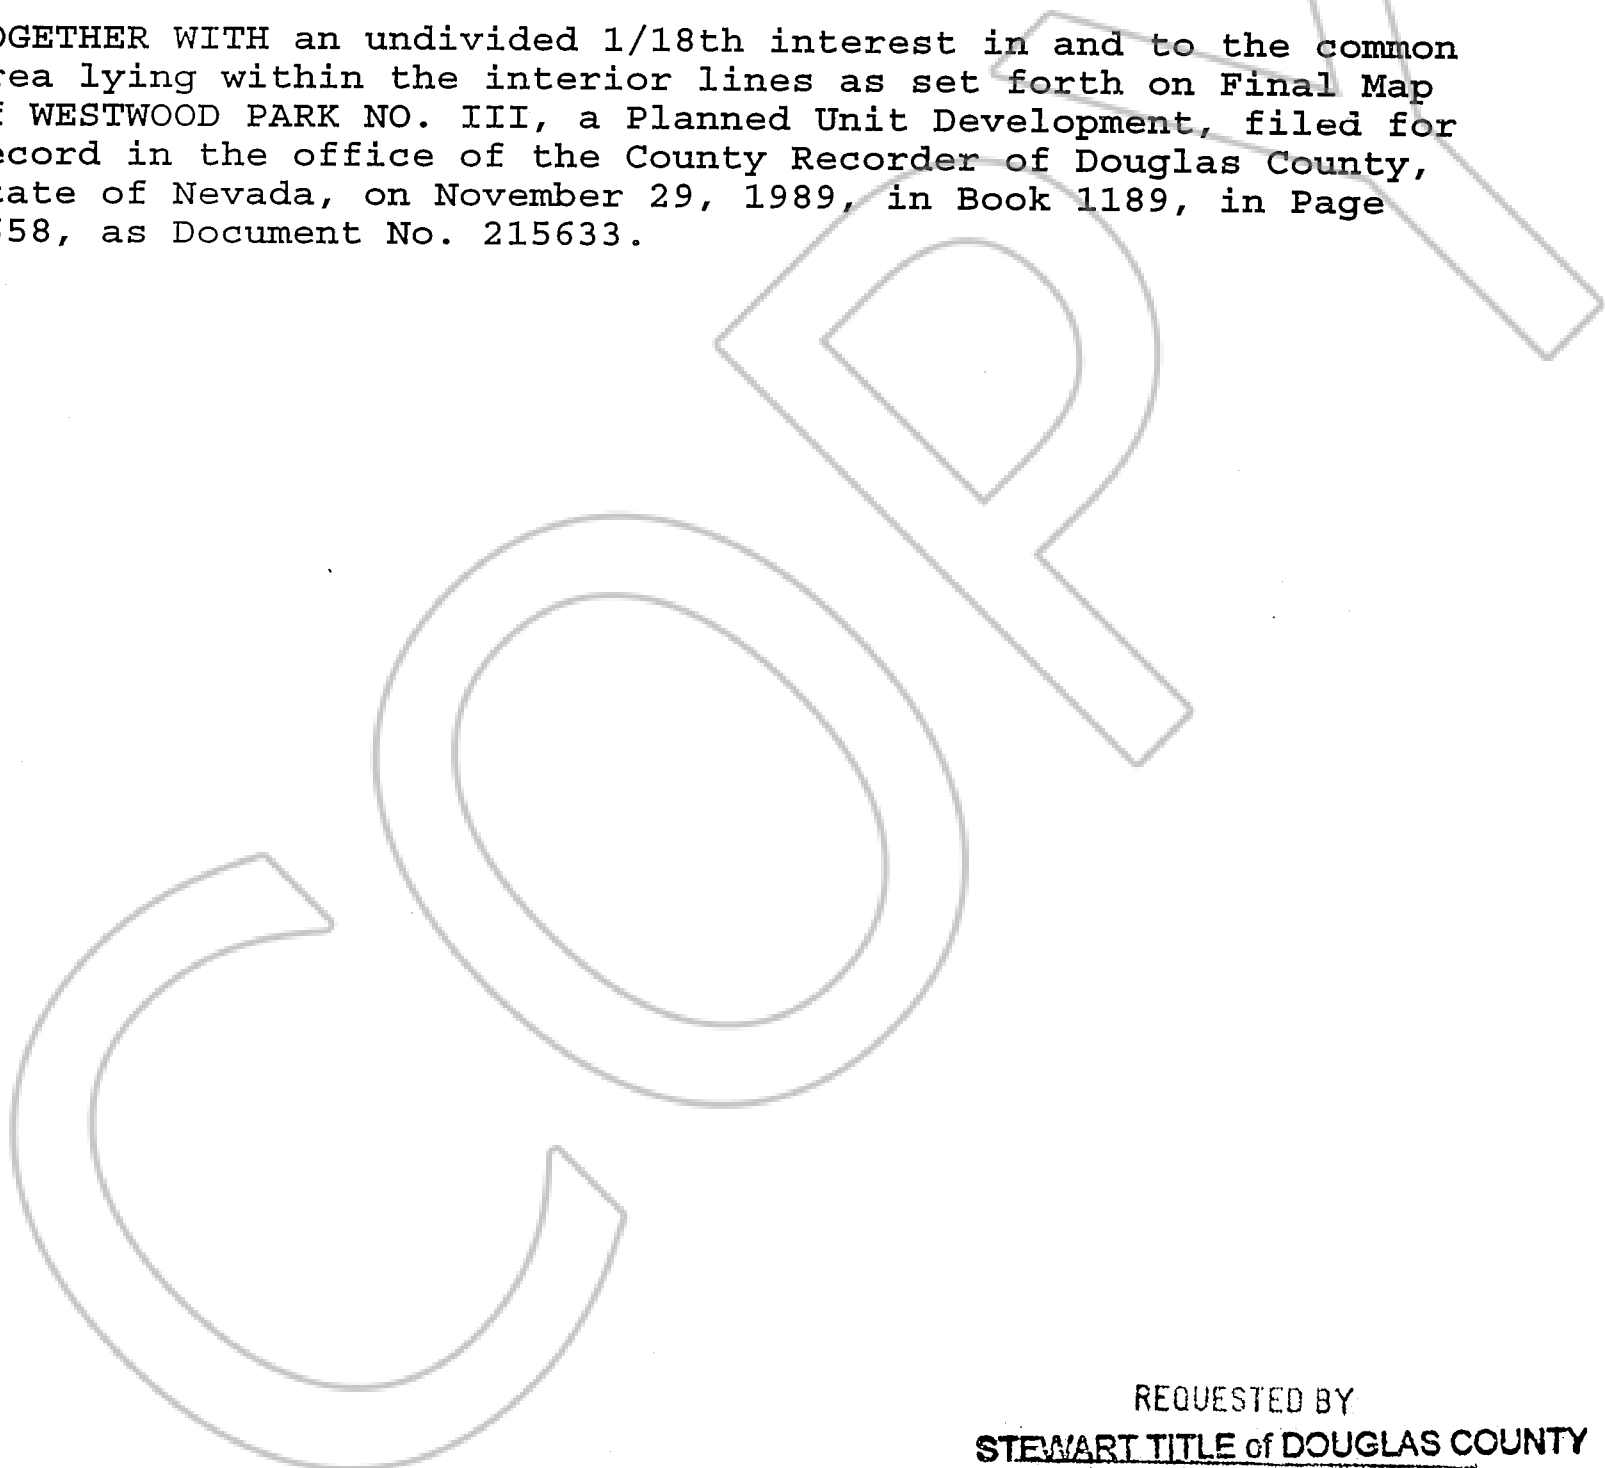 OGETHER WITH an undivided 1/18th interest in and to the common
rea lying within the interior lines as set forth on Final Map
f WESTWOOD PARK NO. III, a Planned Unit Development, filed for
ecord in the office of the County Recorder of Douglas County,
tate of Nevada, on November 29, 1989, in Book 1189, in Page
58, as Document No. 215633.
COPY
REQUESTED BY
STEWART TITLE of DOUGLAS COUNTY